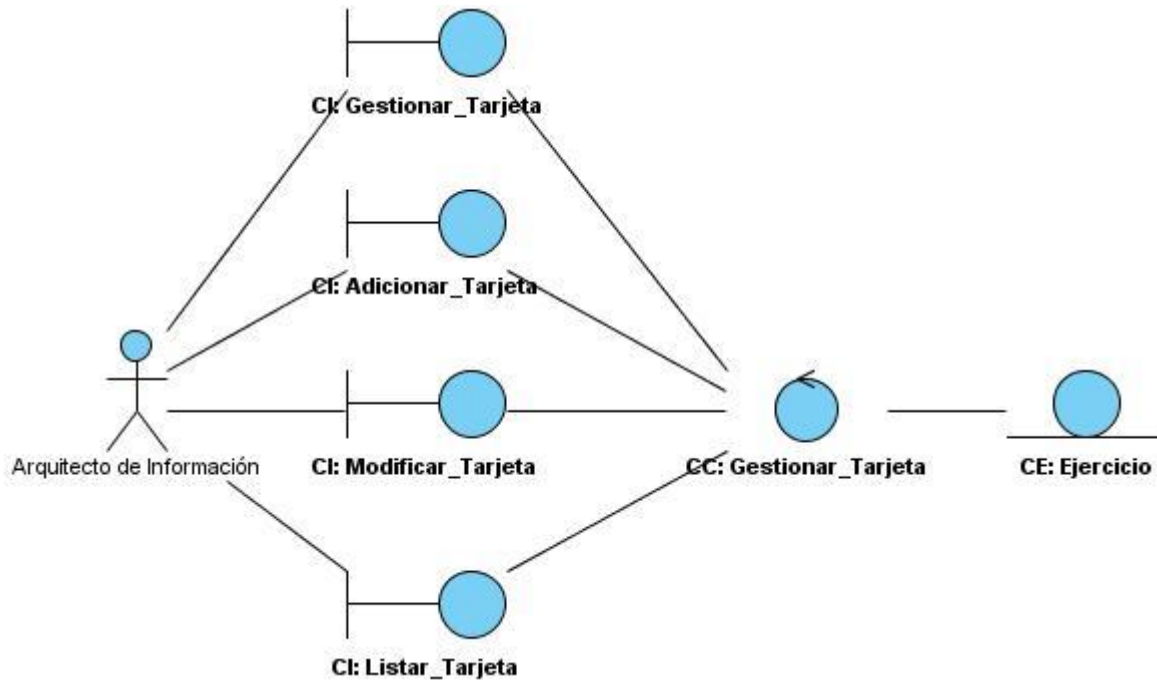 CI: Gestionar_Tarjeta
CI: Adicionar_Tarjeta
Arquitecto de Información
CI: Modificar_Tarjeta
CC: Gestionar_Tarjeta
CE: Ejercicio
CI: Listar_Tarjeta